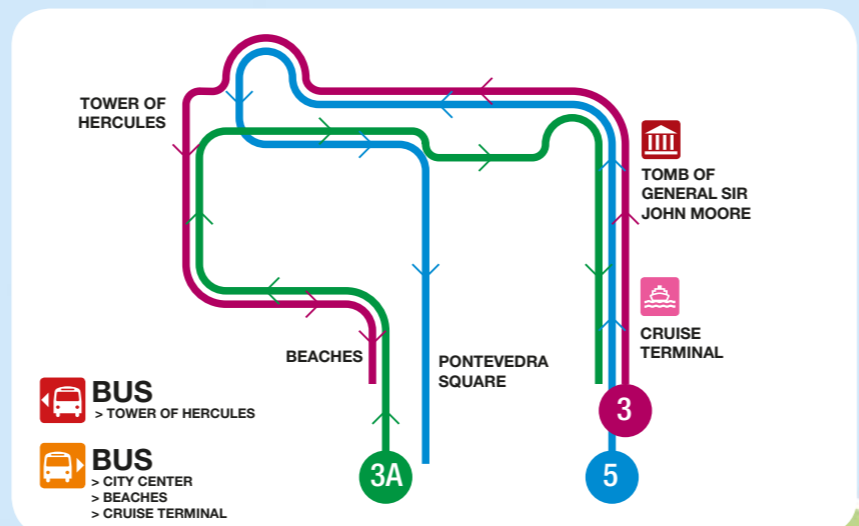 TOWER OF
HERCULES
TOMB OF
GENERAL SIR
JOHN MOORE
CRUISE
TERMINAL
BEACHES
PONTEVEDRA
SQUARE
BUS
> TOWER OF HERCULES
BUS
> CITY CENTER
> BEACHES
> CRUISE TERMINAL
3
3A
5